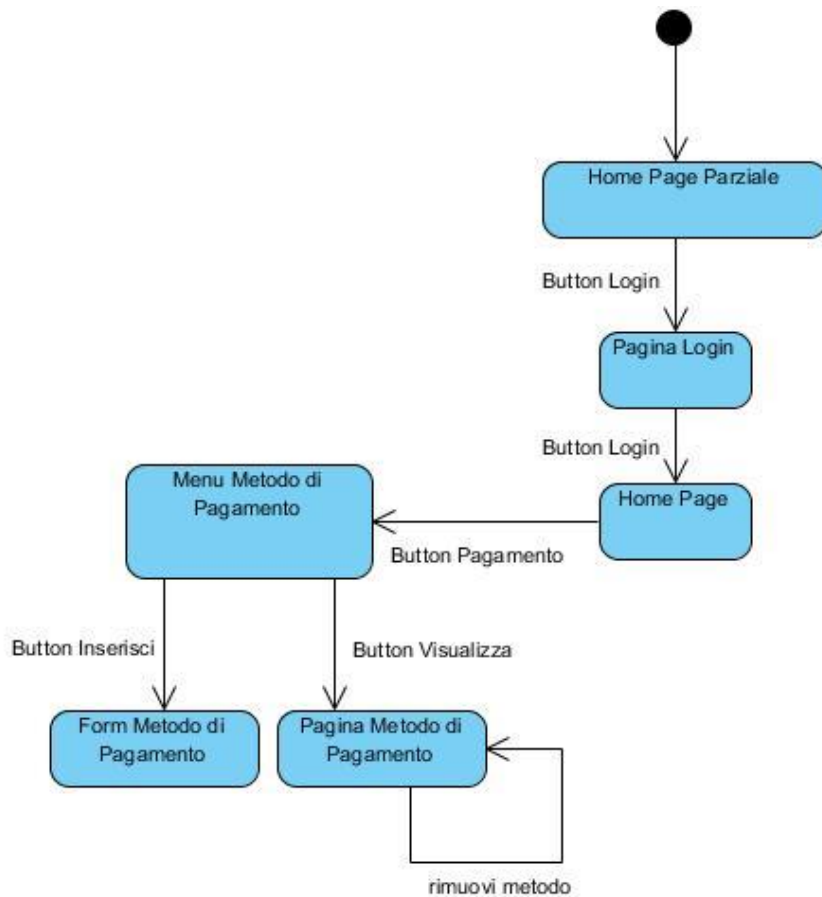 Home Page Parziale
Button Login
Pagina Login
Button Login
Home Page
Menu Metodo di
Pagamento
Button Pagamento
Button Inserisci
Button Visualizza
Form Metodo di
Pagamento
Pagina Metodo di
Pagamento
rimuovi metodo